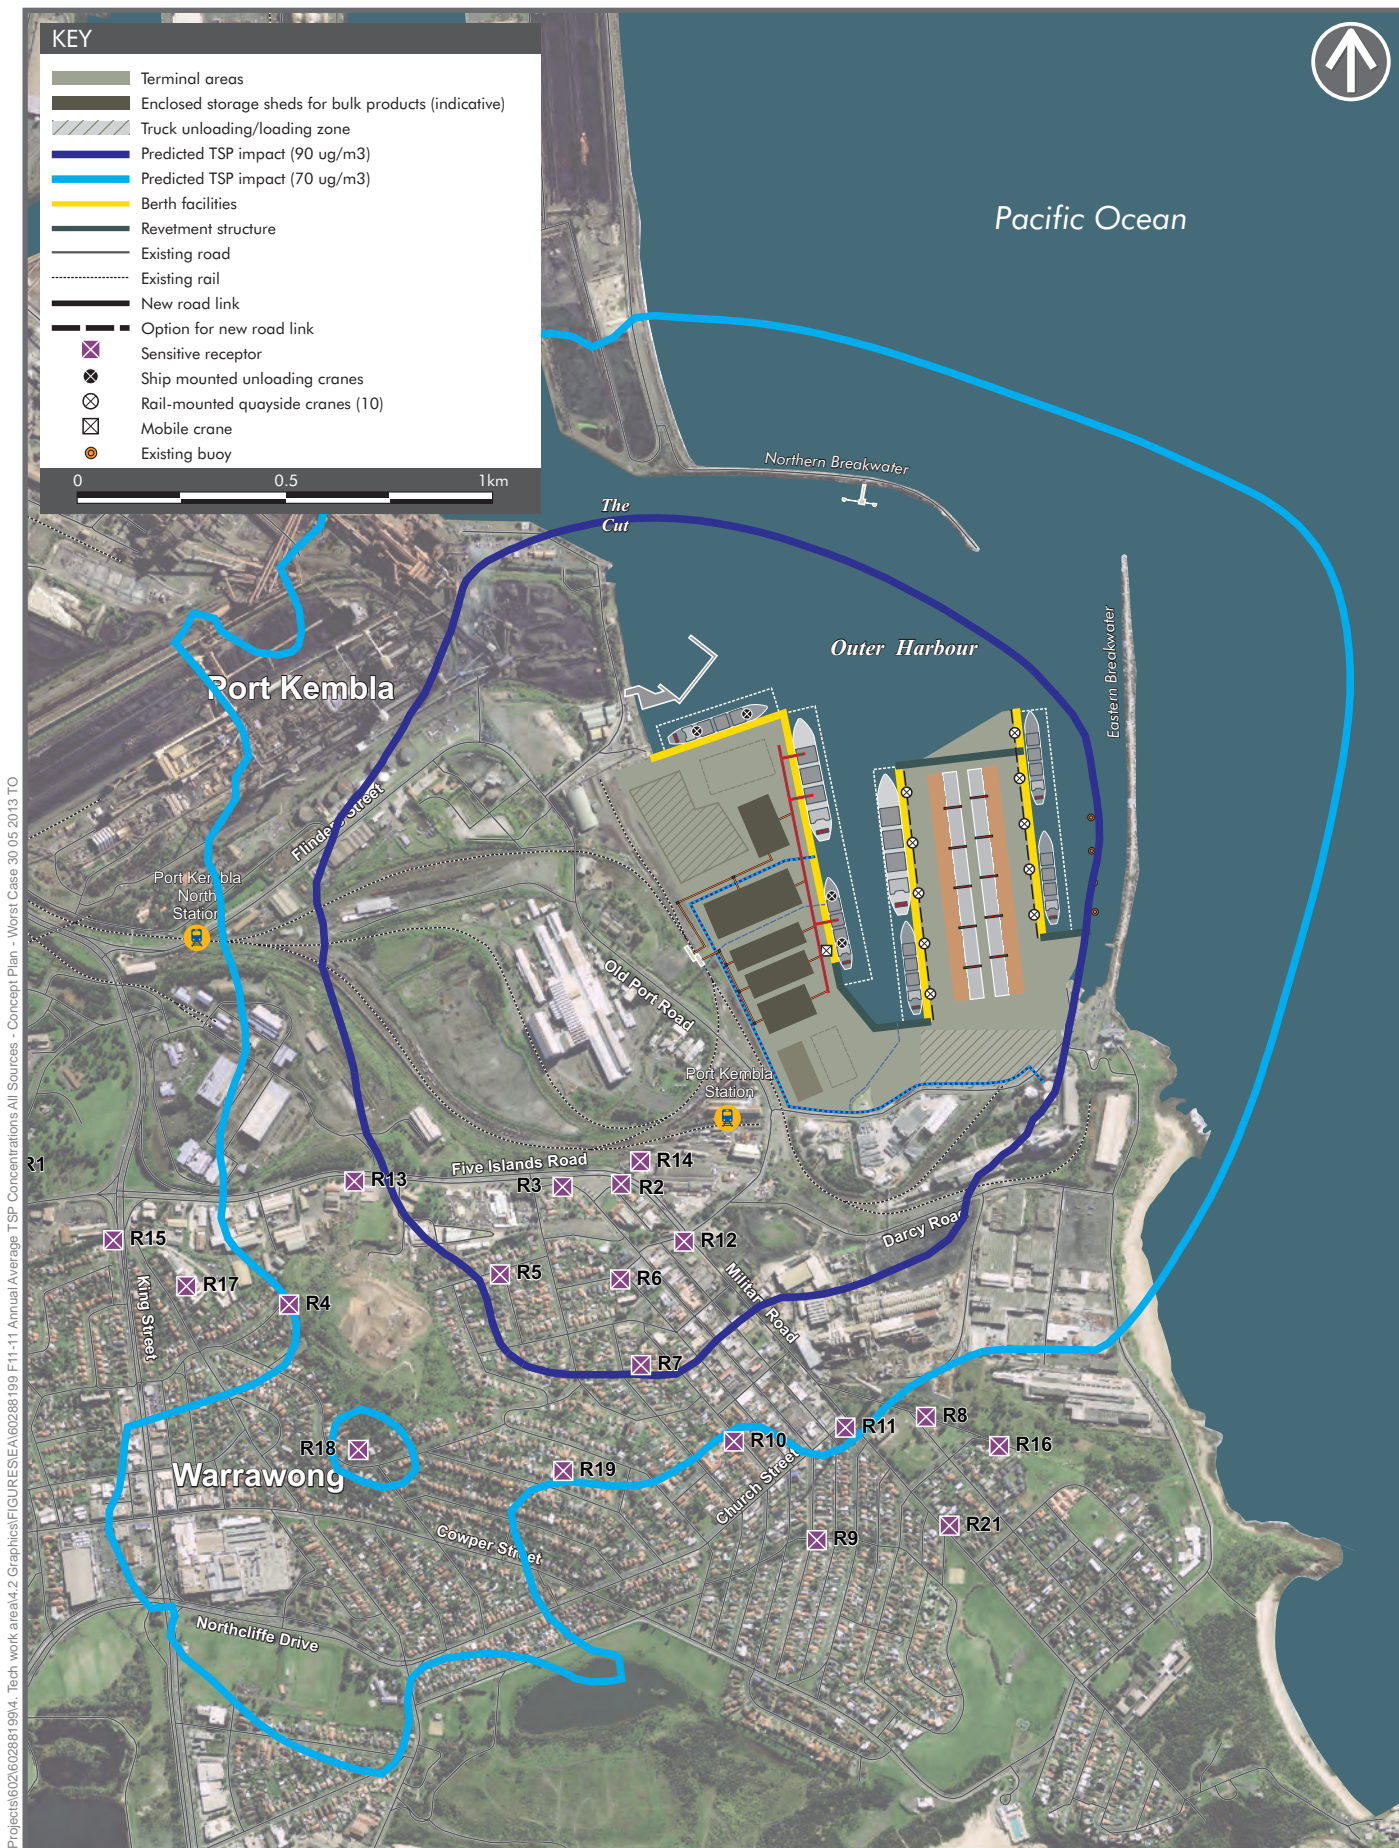 KEY
Terminal areas
Enclosed storage sheds for bulk products (indicative)
Truck unloading/loading zone
Predicted TSP impact (90 ug/m3)
Predicted TSP impact (70 ug/m3)
Berth facilities
Revetment structure
Existing road
Existing rail
New road link
Option for new road link
Sensitive receptor
Ship mounted unloading cranes
Rail-mounted quayside cranes (10)
Mobile crane
Existing buoy
0 0.5 1km
Pacific Ocean
Northern Breakwater
The
Cut
Eastern Breakwater
Outer Harbour
Port Kembla
Flinders Street
Port Kembla
North
Station
Old Port Road
Port Kembla
Station
R1
R13
Five Islands Road
R14
R3
R2
R15
R12
Darcy Road
R17
R5
R6
Military Road
King Street
R4
R7
R8
R11
R10
R16
R18
R19
Warrawong
Church Street
R21
R9
Cowper Street
Northcliffe Drive
Projects\602\60288199\4. Tech work area\4.2 Graphics\FIGURES\EA\60288199 F11-11 Annual Average TSP Concentrations All Sources - Concept Plan - Worst Case 30 05 2013 TO